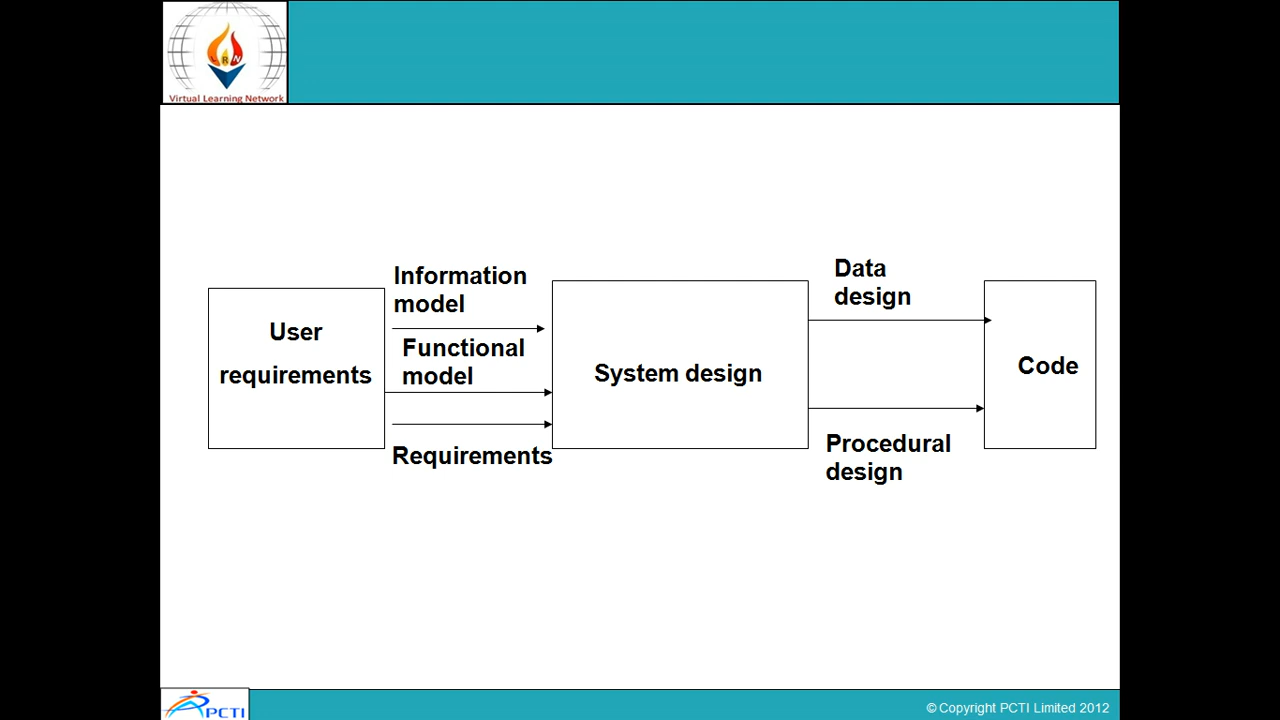 LRN
Virtual Learning Network
Information
model
Data
design
User
requirements
Functional
model
System design
Code
Requirements
Procedural
design
PCTI
© Copyright PCTI Limited 2012